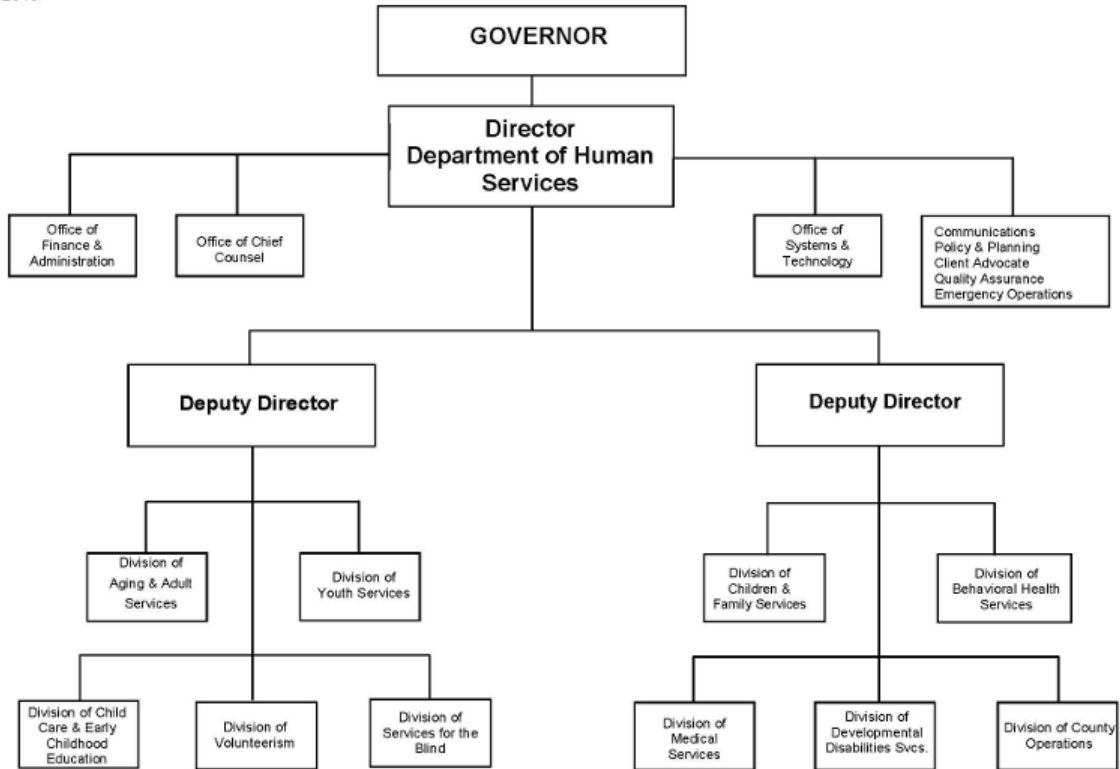 GOVERNOR
Director
Department of Human
Services
Office of
Finance &
Administration
Office of Chief
Counsel
Office of
Systems &
Technology
Communications
Policy & Planning
Client Advocate
Quality Assurance
Emergency Operations
Deputy Director
Deputy Director
Division of
Aging & Adult
Services
Division of
Youth Services
Division of
Children &
Family Services
Division of
Behavioral Health
Services
Division of Child
Care & Early
Childhood
Education
Division of
Volunteerism
Division of
Services for the
Blind
Division of
Medical
Services
Division of
Developmental
Disabilities Svcs.
Division of County
Operations